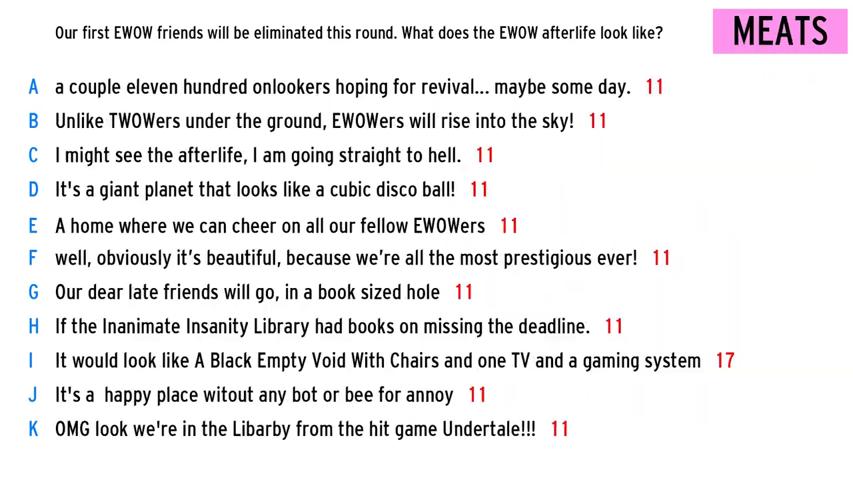 Our first EWOW friends will be eliminated this round. What does the EWOW afterlife look like?
MEATS
A a couple eleven hundred onlookers hoping for revival... maybe some day. 11
B Unlike TWOWers under the ground, EWOWers will rise into the sky! 11
C I might see the afterlife, I am going straight to hell. 11
D It's a giant planet that looks like a cubic disco ball! 11
E A home where we can cheer on all our fellow EWOWers 11
F well, obviously it’s beautiful, because we’re all the most prestigious ever! 11
G Our dear late friends will go, in a book sized hole 11
H If the Inanimate Insanity Library had books on missing the deadline. 11
I It would look like A Black Empty Void With Chairs and one TV and a gaming system 17
J It's a  happy place witout any bot or bee for annoy 11
K OMG look we're in the Libarby from the hit game Undertale!!! 11